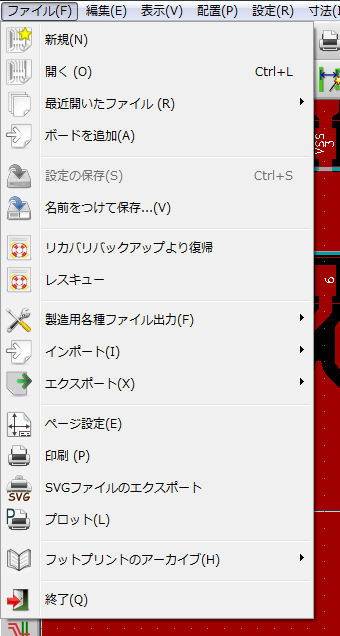 ファイル(F) 編集(E) 表示(V) 配置(P) 設定(R) 寸法(
新規(N)
開く (O) Ctrl+L
最近開いたファイル (R)
ボードを追加(A)
設定の保存(S) Ctrl+S
名前をつけて保存...(V)
リカバリバックアップより復帰
レスキュー
製造用各種ファイル出力(F)
インポート(I)
エクスポート(X)
ページ設定(E)
印刷 (P)
SVG SVGファイルのエクスポート
P プロット(L)
フットプリントのアーカイブ(H)
終了(Q)
VSS
9